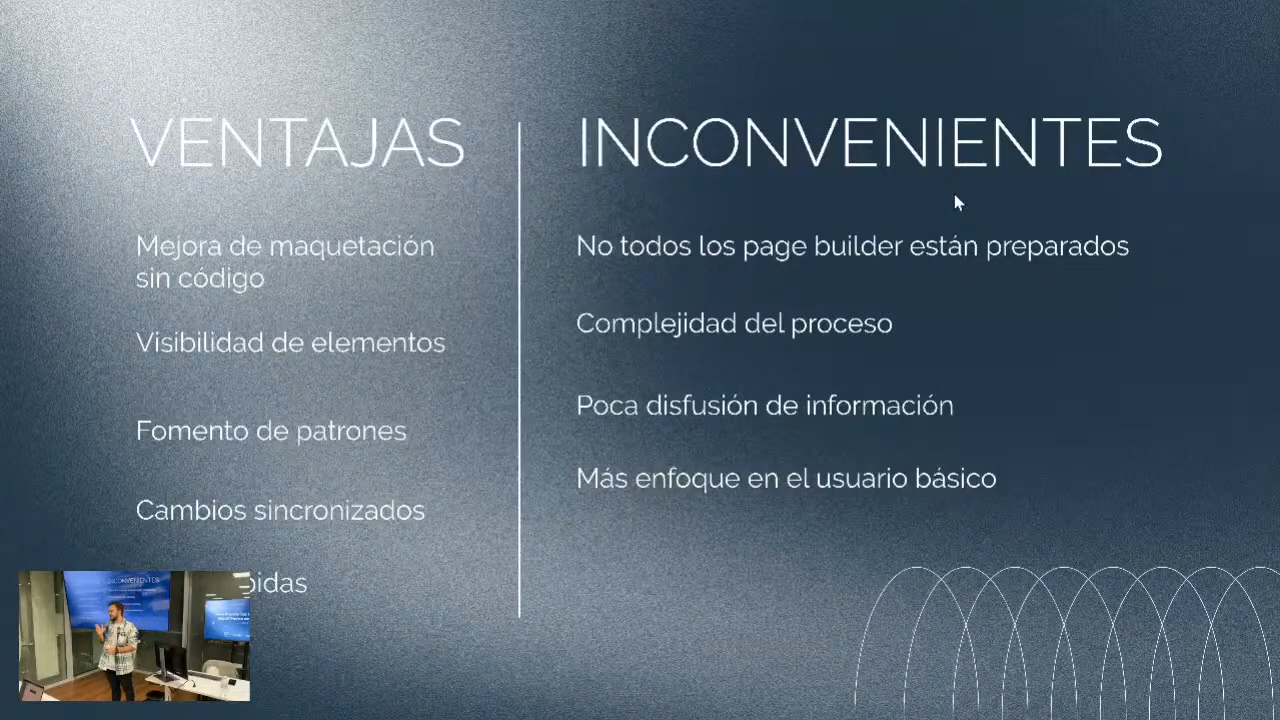 VENTAJAS
Mejora de maquetación
sin código
Visibilidad de elementos
Fomento de patrones
Cambios sincronizados
INCONVENIENTES
No todos los page builder están preparados
Complejidad del proceso
Poca disfusión de información
Más enfoque en el usuario básico
INCONVENIENTES